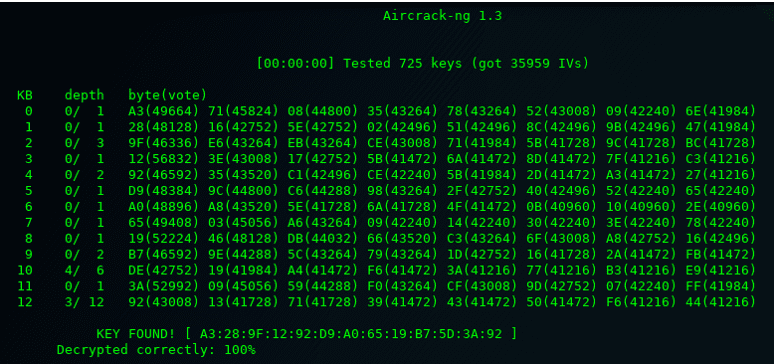 Aircrack-ng 1.3
[00:00:00] Tested 725 keys (got 35959 IVs)
KB depth byte(vote)
0 0/ 1 A3(49664) 71(45824) 08(44800) 35(43264) 78(43264) 52(43008) 09(42240) 6E(41984)
1 0/ 1 28(48128) 16(42752) 5E(42752) 02(42496) 51(42496) 8C(42496) 9B(42496) 47(41984)
2 0/ 3 9F(46336) E6(43264) EB(43264) CE(43008) 71(41984) 5B(41728) 9C(41728) BC(41728)
3 0/ 1 12(56832) 3E(43008) 17(42752) 5B(41472) 6A(41472) 8D(41472) 7F(41216) C3(41216)
4 0/ 2 92(46592) 35(43520) C1(42496) CE(42240) 5B(41984) 2D(41472) A3(41472) 27(41216)
5 0/ 1 D9(48384) 9C(44800) C6(44288) 98(43264) 2F(42752) 40(42496) 52(42240) 65(42240)
6 0/ 1 A0(48896) A8(43520) 5E(41728) 6A(41728) 4F(41472) 0B(40960) 10(40960) 2E(40960)
7 0/ 1 65(49408) 03(45056) A6(43264) 09(42240) 14(42240) 30(42240) 3E(42240) 78(42240)
8 0/ 1 19(52224) 46(48128) DB(44032) 66(43520) C3(43264) 6F(43008) A8(42752) 16(42496)
9 0/ 2 B7(46592) 9E(44288) 5C(43264) 79(43264) 1D(42752) 16(41728) 2A(41472) FB(41472)
10 4/ 6 DE(42752) 19(41984) A4(41472) F6(41472) 3A(41216) 77(41216) B3(41216) E9(41216)
11 0/ 1 3A(52992) 09(45056) 59(44288) F0(43264) CF(43008) 9D(42752) 07(42240) FF(41984)
12 3/ 12 92(43008) 13(41728) 71(41728) 39(41472) 43(41472) 50(41472) F6(41216) 44(41216)
KEY FOUND! [ A3:28:9F:12:92:D9:A0:65:19:B7:5D:3A:92 ]
Decrypted correctly: 100%